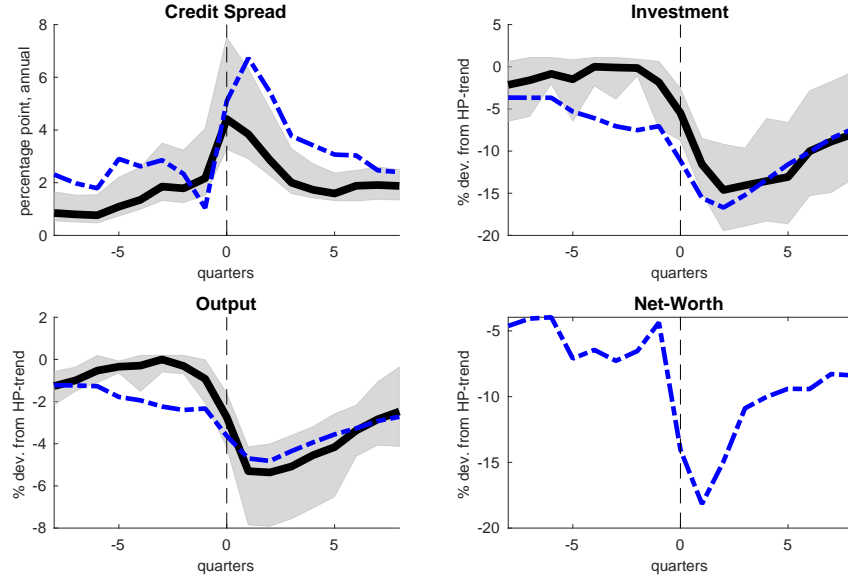 Credit Spread
percentage point, annual
8
6
4
2
0
-5
0
5
quarters
Investment
% dev. from HP-trend
5
0
-5
-10
-15
-20
-5
0
5
quarters
Output
% dev. from HP-trend
2
0
-2
-4
-6
-8
-5
0
5
quarters
Net-Worth
% dev. from HP-trend
-5
-10
-15
-20
-5
0
5
quarters